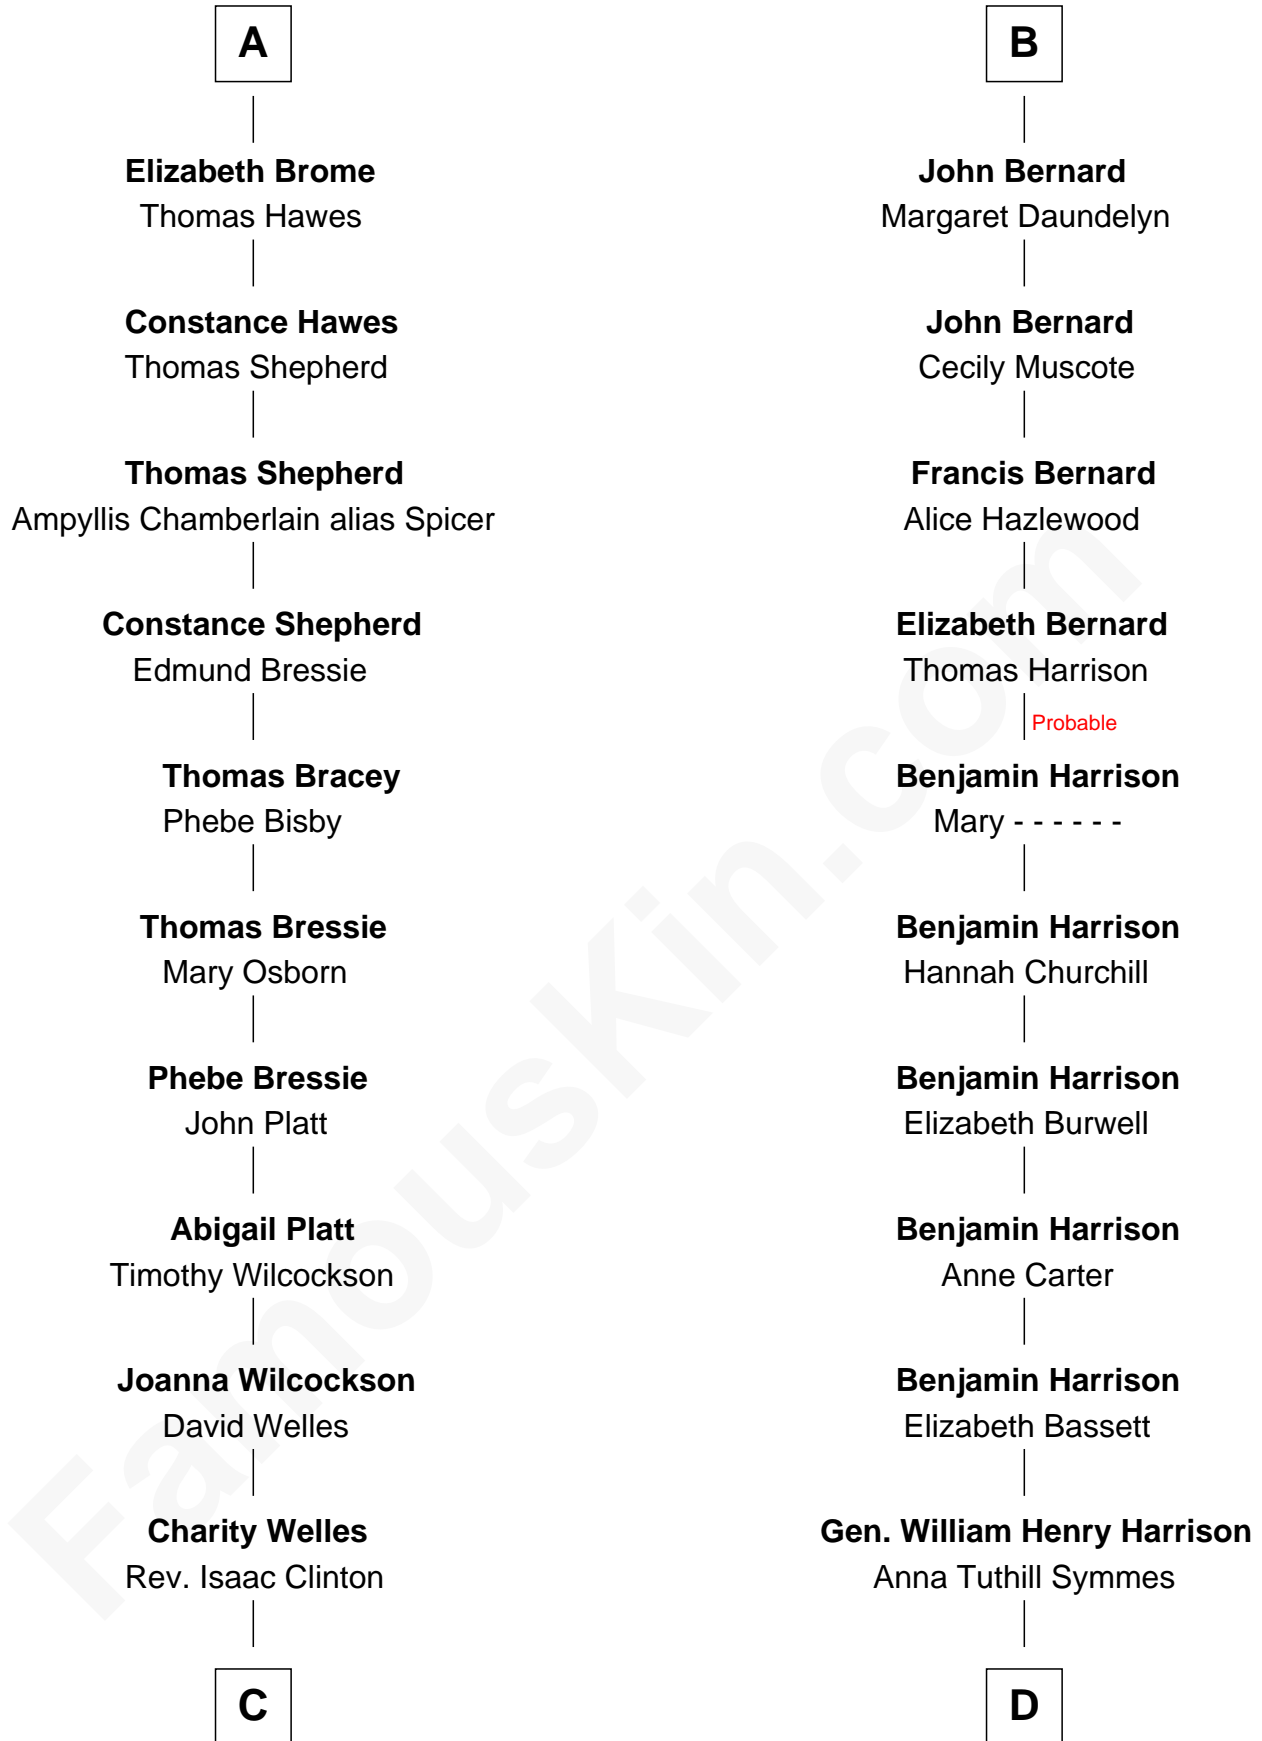 A
Elizabeth Brome
Thomas Hawes
Constance Hawes
Thomas Shepherd
Thomas Shepherd
Ampyllis Chamberlain alias Spicer
Constance Shepherd
Edmund Bressie
Thomas Bracey
Phebe Bisby
Thomas Bressie
Mary Osborn
Phebe Bressie
John Platt
Abigail Platt
Timothy Wilcockson
Joanna Wilcockson
David Welles
Charity Welles
Rev. Isaac Clinton
C
B
John Bernard
Margaret Daundelyn
John Bernard
Cecily Muscote
Francis Bernard
Alice Hazlewood
Elizabeth Bernard
Thomas Harrison
Probable
Benjamin Harrison
Mary - - - - - -
Benjamin Harrison
Hannah Churchill
Benjamin Harrison
Elizabeth Burwell
Benjamin Harrison
Anne Carter
Benjamin Harrison
Elizabeth Bassett
Gen. William Henry Harrison
Anna Tuthill Symmes
D
FamousKin.com